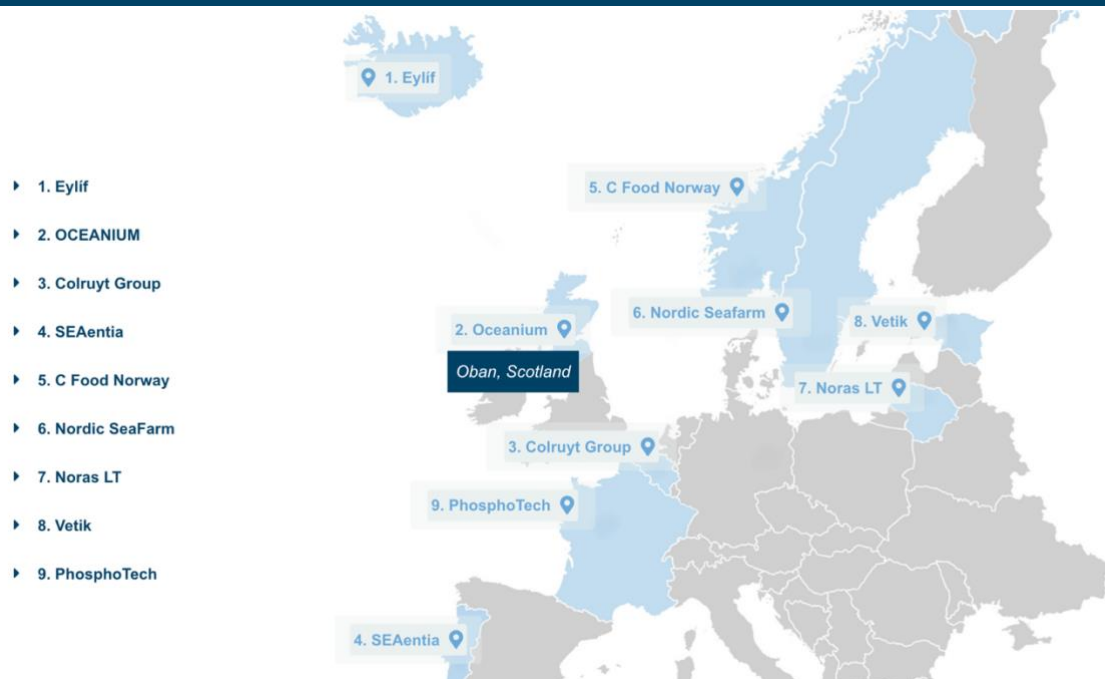 1. Eylíf
2. OCEANIUM
3. Colruyt Group
4. SEAentia
5. C Food Norway
6. Nordic SeaFarm
7. Noras LT
8. Vetik
9. PhosphoTech
1. Eylíf
5. C Food Norway
6. Nordic Seafarm
8. Vetik
2. Oceanium
Oban, Scotland
7. Noras LT
3. Colruyt Group
9. PhosphoTech
4. SEAentia